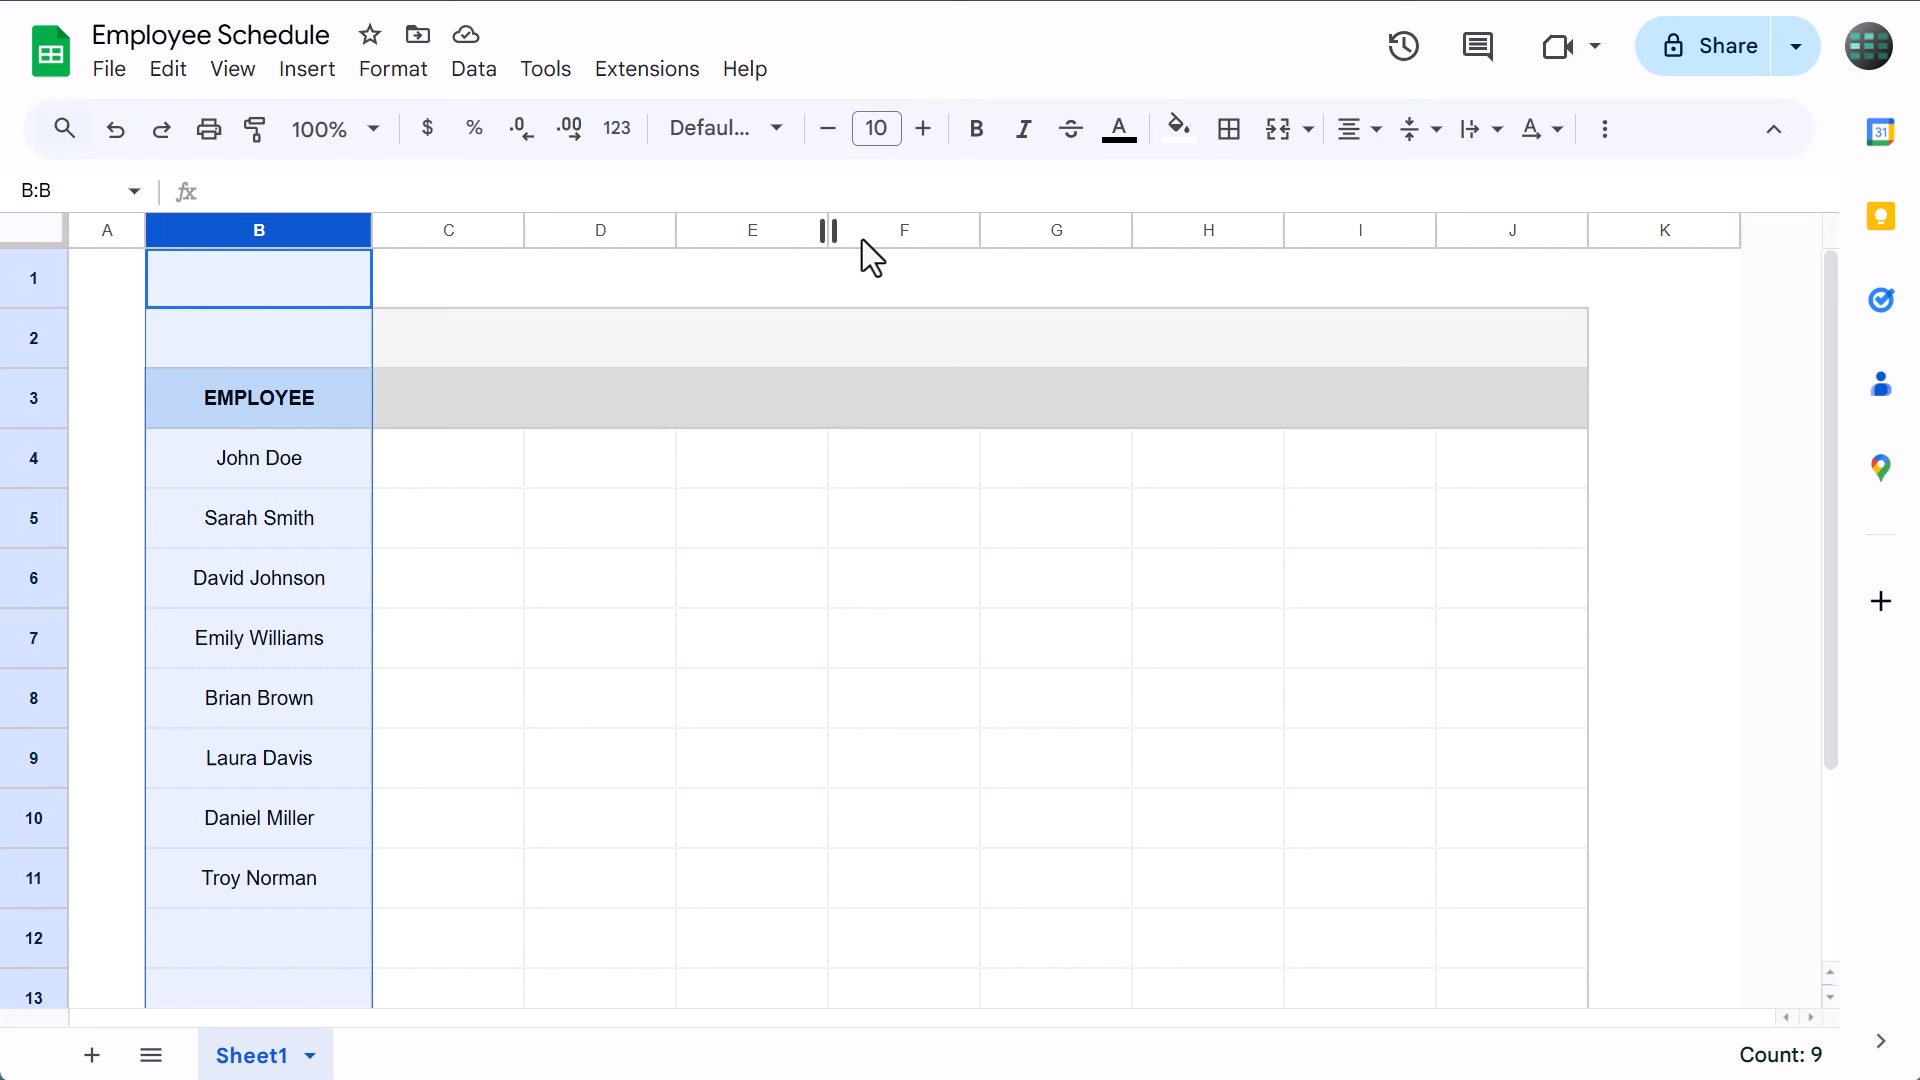 Employee Schedule
File Edit View Insert Format Data Tools Extensions Help
Share
31
100% $ % .0 .00 123 Defaul... 10 B I S A A
B:B fx
A B C D E F G H I J K
1
2
3 EMPLOYEE
4 John Doe
5 Sarah Smith
6 David Johnson
7 Emily Williams
8 Brian Brown
9 Laura Davis
10 Daniel Miller
11 Troy Norman
12
13
Sheet1 Count: 9